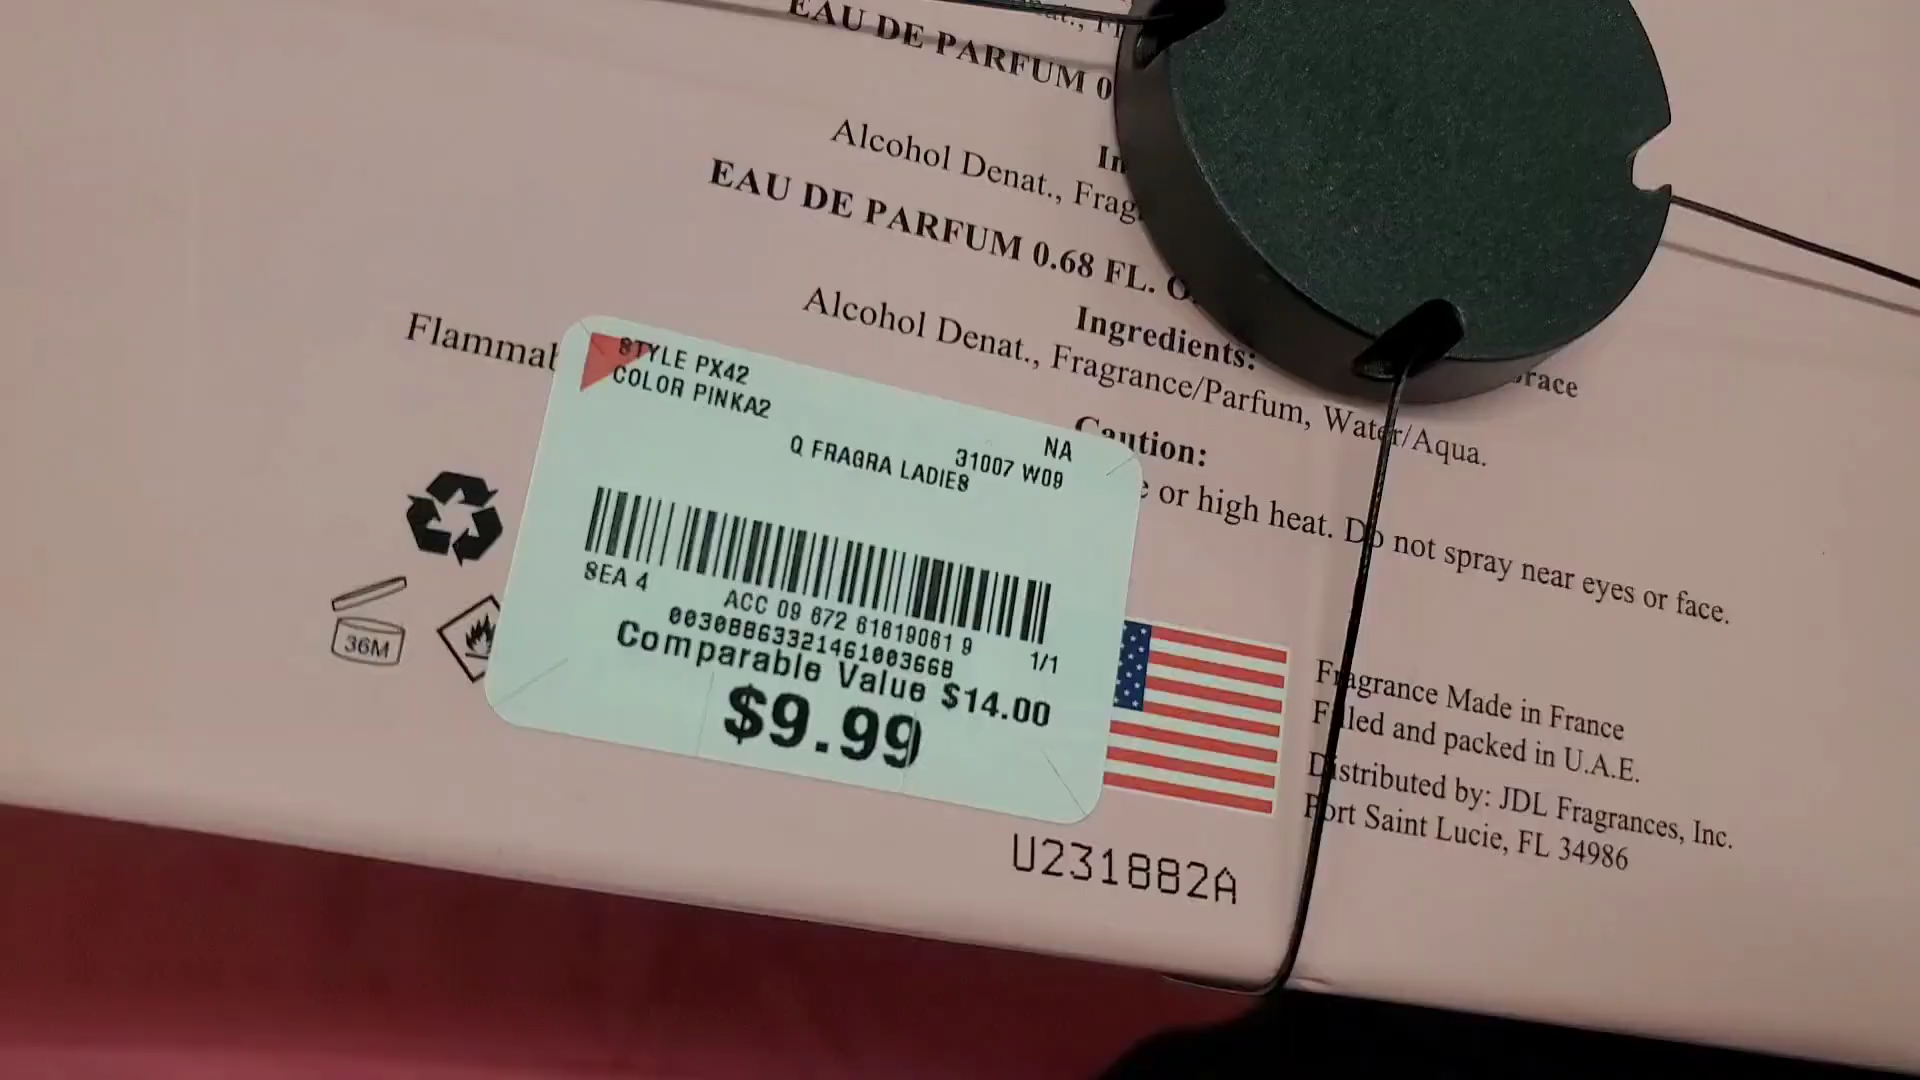 EAU DE PARFUM 0
Alcohol Denat., Frag
EAU DE PARFUM 0.68 FL.
Ingredients:
Alcohol Denat., Fragrance/Parfum, Water/Aqua.
Caution:
or high heat. Do not spray near eyes or face.
STYLE PX42
COLOR PINKA2
NA
31007 W09
Q FRAGRA LADIES
SEA 4
ACC 09 672 61619061 9
00308863321461003668
1/1
Comparable Value $14.00
$9.99
36M
Fragrance Made in France
Filled and packed in U.A.E.
Distributed by: JDL Fragrances, Inc.
Port Saint Lucie, FL 34986
U231882A